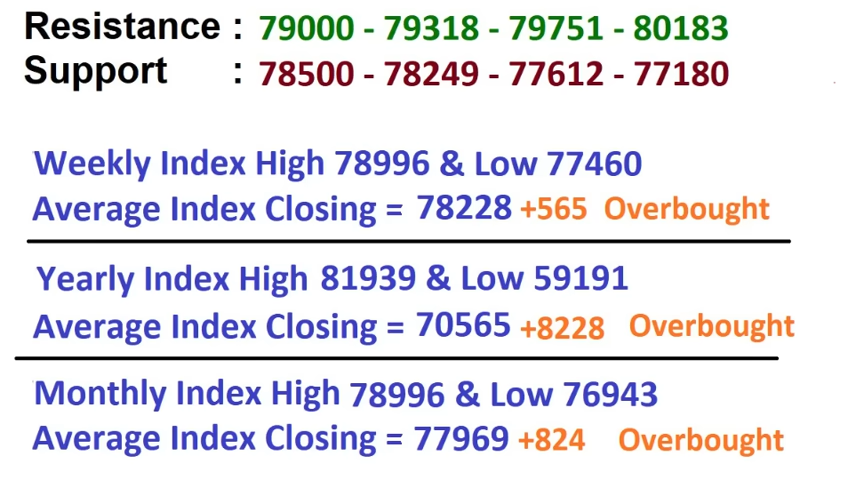 Resistance : 79000 - 79318 - 79751 - 80183
Support : 78500 - 78249 - 77612 - 77180
Weekly Index High 78996 & Low 77460
Average Index Closing = 78228 +565 Overbought
Yearly Index High 81939 & Low 59191
Average Index Closing = 70565 +8228 Overbought
Monthly Index High 78996 & Low 76943
Average Index Closing = 77969 +824 Overbought